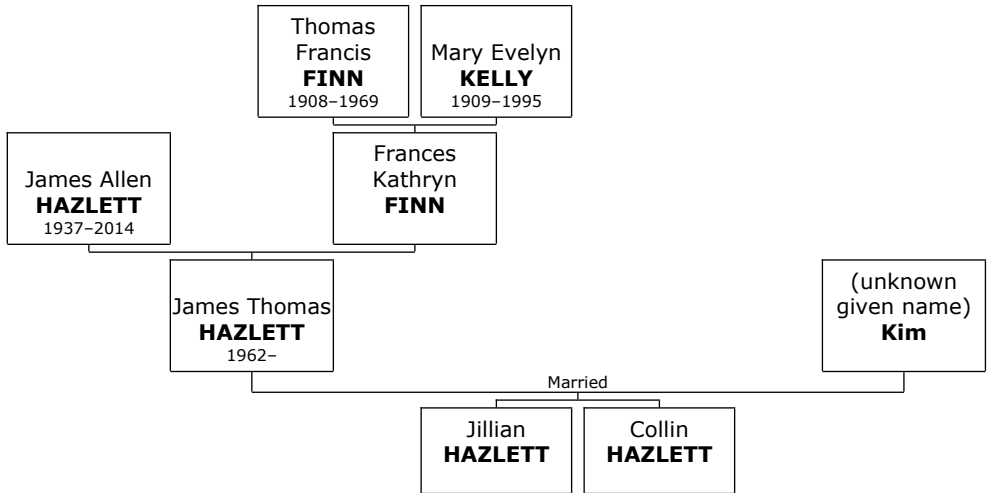 Thomas
Francis
FINN
1908–1969
Mary Evelyn
KELLY
1909–1995
James Allen
HAZLETT
1937–2014
Frances
Kathryn
FINN
James Thomas
HAZLETT
1962–
(unknown
given name)
Kim
Married
Jillian
HAZLETT
Collin
HAZLETT